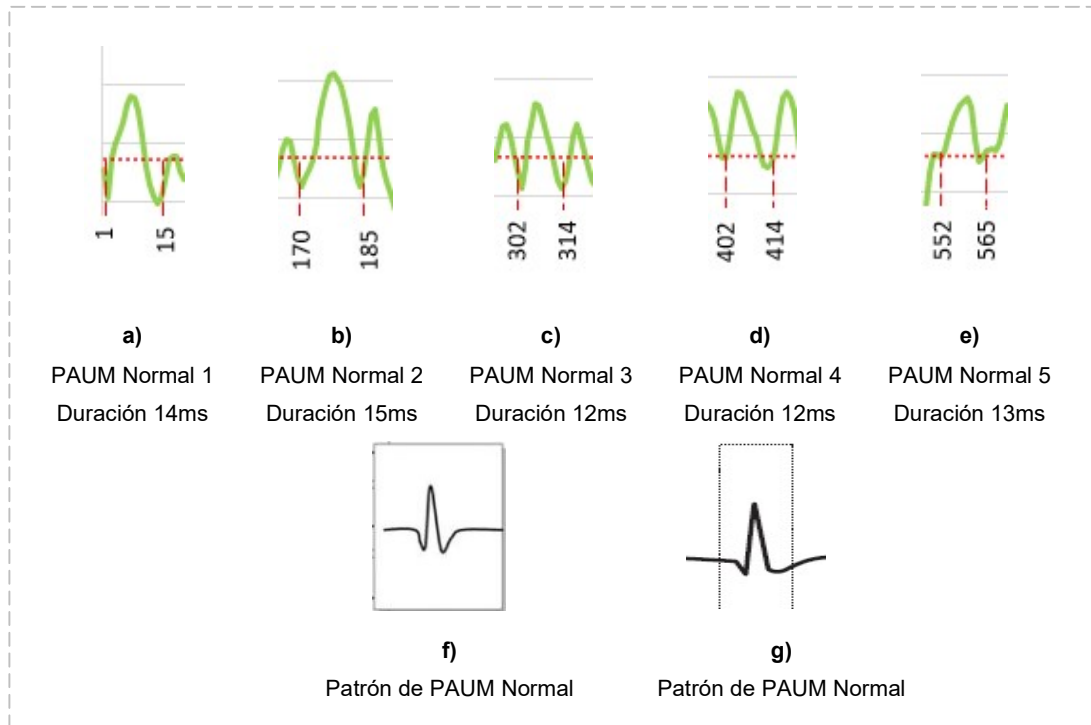 1 15 170 185 302 314 402 414 552 565
a) b) c) d) e)
PAUM Normal 1 PAUM Normal 2 PAUM Normal 3 PAUM Normal 4 PAUM Normal 5
Duración 14ms Duración 15ms Duración 12ms Duración 12ms Duración 13ms
f) g)
Patrón de PAUM Normal Patrón de PAUM Normal